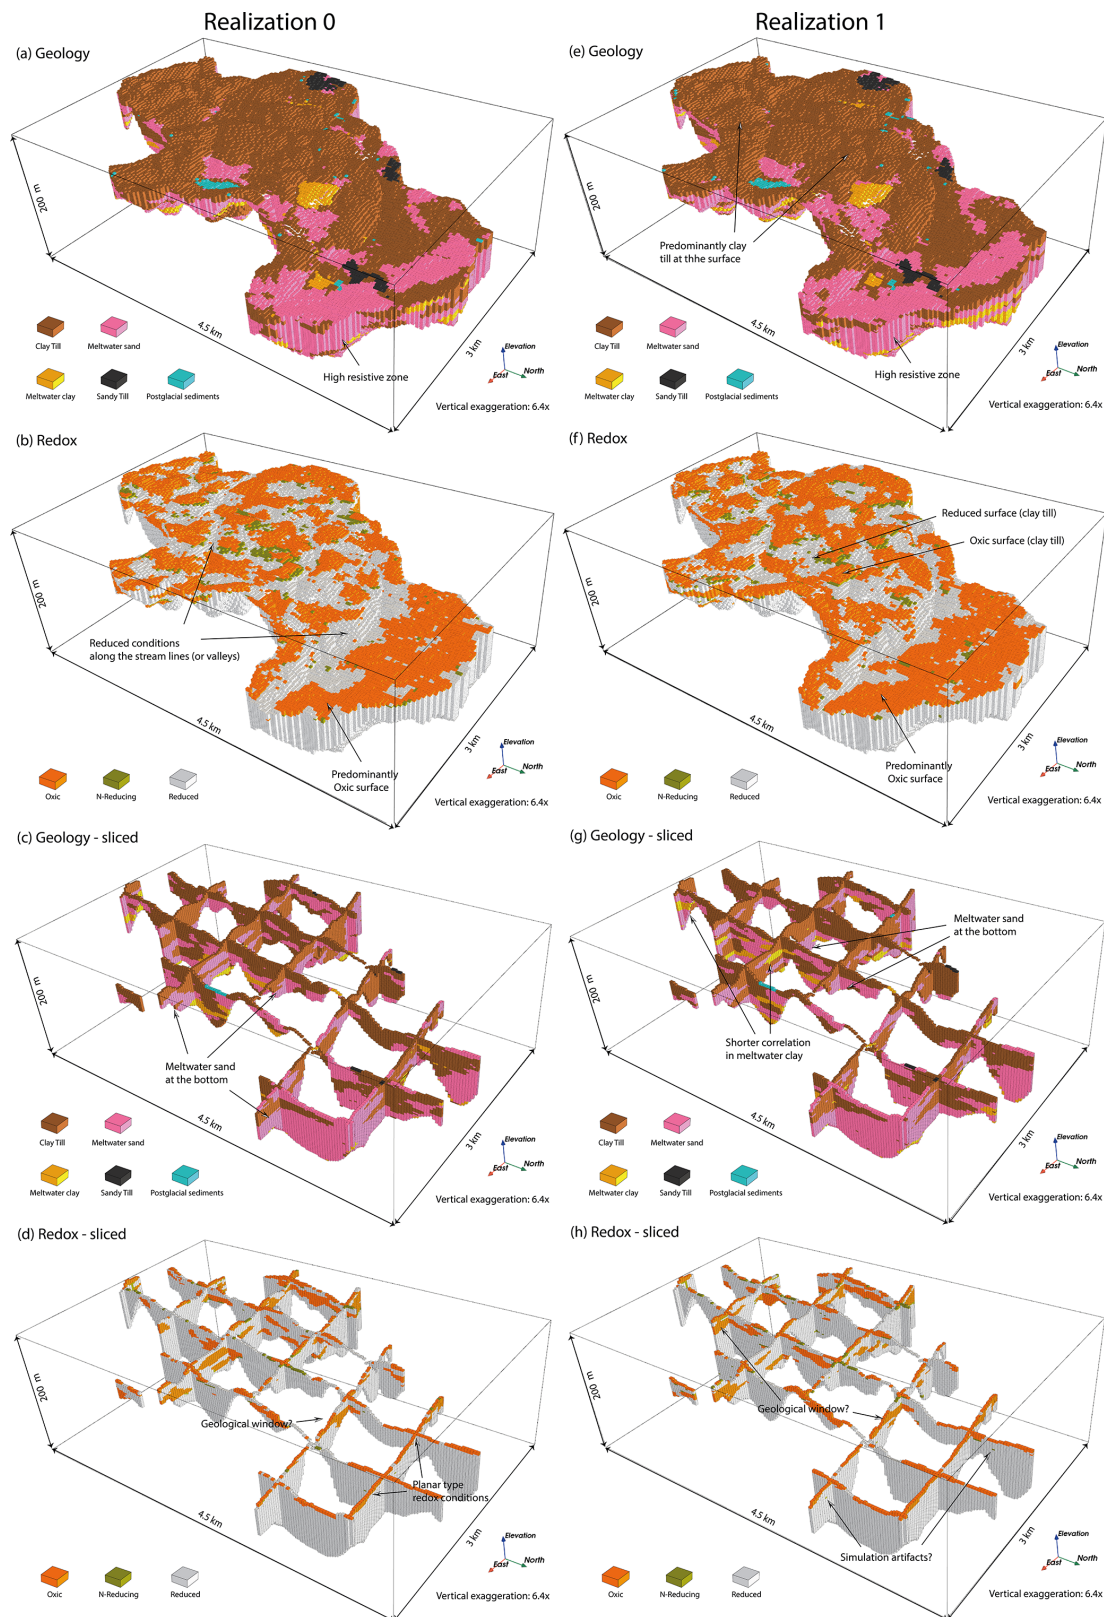 Realization 0
(a) Geology
200 m
4.5 km
3 km
High resistive zone
Clay Till
Meltwater sand
Meltwater clay
Sandy Till
Postglacial sediments
Elevation
East
North
Vertical exaggeration: 6.4x
(b) Redox
200 m
Reduced conditions
along the stream lines (or valleys)
4.5 km
3 km
Predominantly
Oxic surface
Oxic
N-Reducing
Reduced
Elevation
East
North
Vertical exaggeration: 6.4x
(c) Geology - sliced
200 m
Meltwater sand
at the bottom
4.5 km
3 km
Clay Till
Meltwater sand
Meltwater clay
Sandy Till
Postglacial sediments
Elevation
East
North
Vertical exaggeration: 6.4x
(d) Redox - sliced
200 m
Geological window?
Planar type
redox conditions
4.5 km
3 km
Oxic
N-Reducing
Reduced
Elevation
East
North
Vertical exaggeration: 6.4x
Realization 1
(e) Geology
200 m
Predominantly clay
till at thhe surface
4.5 km
3 km
High resistive zone
Clay Till
Meltwater sand
Meltwater clay
Sandy Till
Postglacial sediments
Elevation
East
North
Vertical exaggeration: 6.4x
(f) Redox
Reduced surface (clay till)
Oxic surface (clay till)
200 m
4.5 km
3 km
Predominantly
Oxic surface
Oxic
N-Reducing
Reduced
Elevation
East
North
Vertical exaggeration: 6.4x
(g) Geology - sliced
Meltwater sand
at the bottom
200 m
Shorter correlation
in meltwater clay
4.5 km
3 km
Clay Till
Meltwater sand
Meltwater clay
Sandy Till
Postglacial sediments
Elevation
East
North
Vertical exaggeration: 6.4x
(h) Redox - sliced
200 m
Geological window?
4.5 km
3 km
Simulation artifacts?
Oxic
N-Reducing
Reduced
Elevation
East
North
Vertical exaggeration: 6.4x